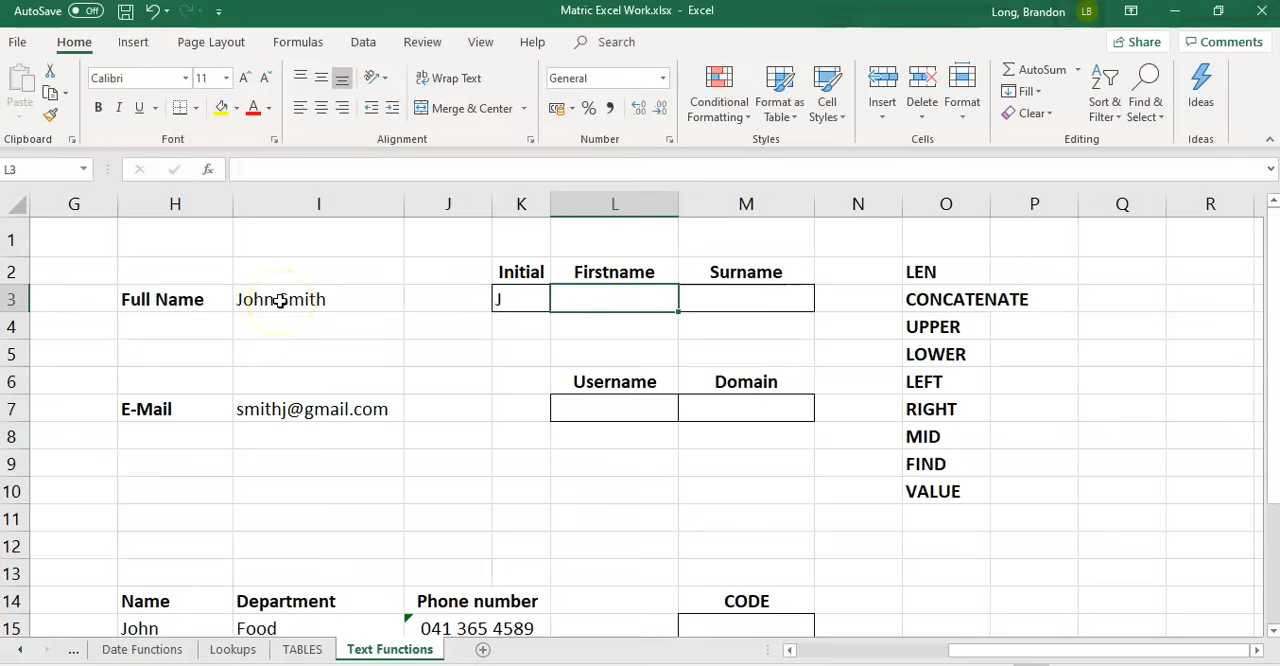 AutoSave Off Matric Excel Work.xlsx - Excel Long, Brandon LB
File Home Insert Page Layout Formulas Data Review View Help Search Share Comments
Paste Calibri 11 Wrap Text General Conditional Formatting Format as Table Cell Styles Insert Delete Format AutoSum Sort & Filter Find & Select Ideas
B I U A Merge & Center % Fill Clear
Clipboard Font Alignment Number Styles Cells Editing Ideas
L3 fx
G H I J K L M N O P Q R
1
2 Initial Firstname Surname LEN
3 Full Name John Smith J CONCATENATE
4 UPPER
5 LOWER
6 Username Domain LEFT
7 E-Mail smithj@gmail.com RIGHT
8 MID
9 FIND
10 VALUE
11
12
13
14 Name Department Phone number CODE
15 John Food 041 365 4589
... Date Functions Lookups TABLES Text Functions